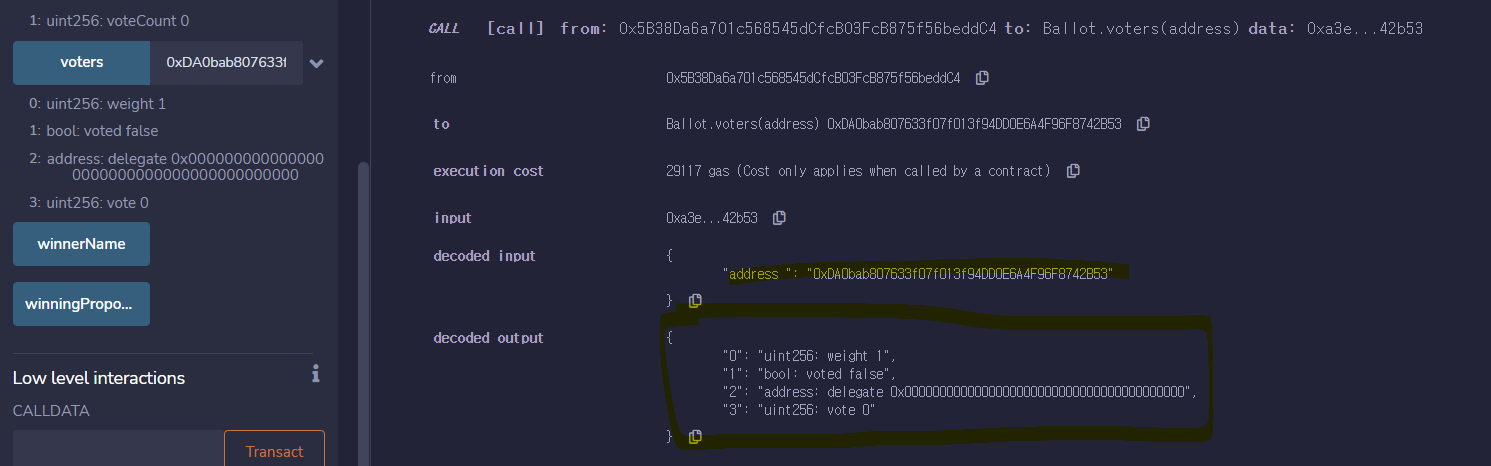 1: uint256: voteCount 0
voters
0xDA0bab807633f
0: uint256: weight 1
1: bool: voted false
2: address: delegate 0x000000000000000
0000000000000000000000000
3: uint256: vote 0
winnerName
winningPropo...
Low level interactions
CALLDATA
Transact
CALL [call] from: 0x5B38Da6a701c568545dCfcB03FcB875f56beddC4 to: Ballot.voters(address) data: 0xa3e...42b53
from 0x5B38Da6a701c568545dCfcB03FcB875f56beddC4
to Ballot.voters(address) 0xDA0bab807633f07f013f94DD0E6A4F96F8742B53
execution cost 29117 gas (Cost only applies when called by a contract)
input 0xa3e...42b53
decoded input {
"address ": "0xDA0bab807633f07f013f94DD0E6A4F96F8742B53"
}
decoded output {
"0": "uint256: weight 1",
"1": "bool: voted false",
"2": "address: delegate 0x0000000000000000000000000000000000000000",
"3": "uint256: vote 0"
}